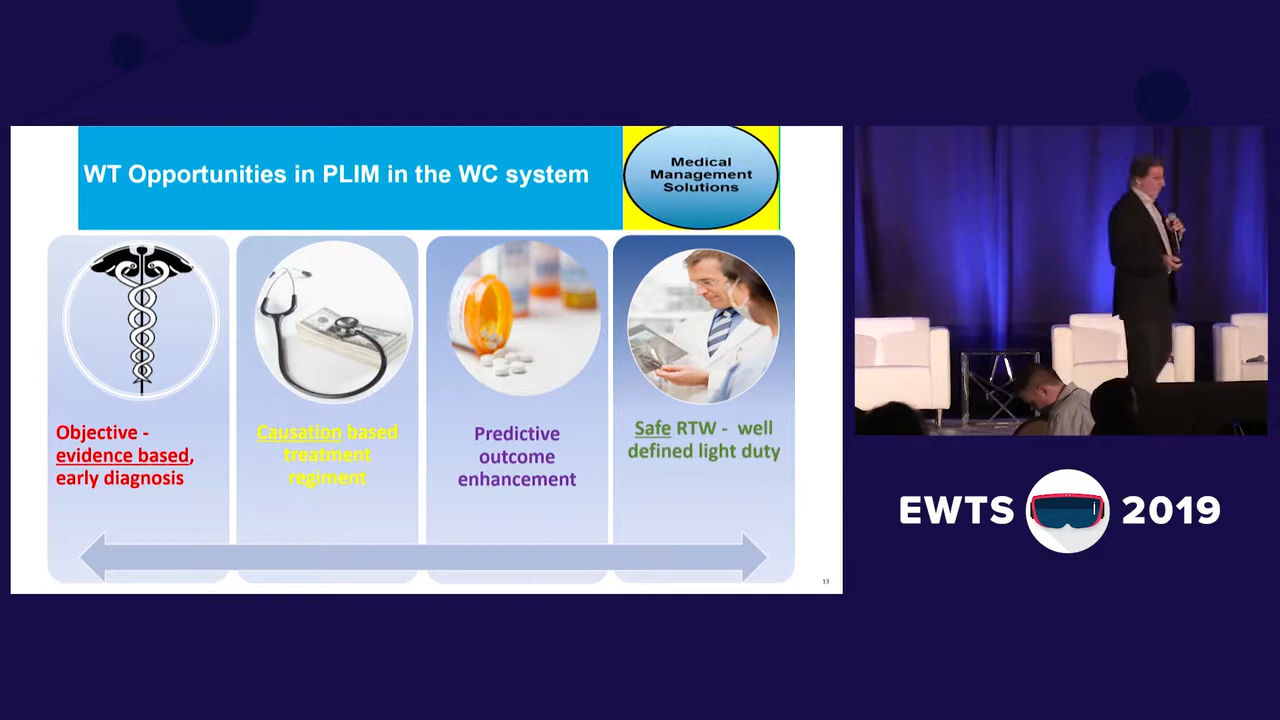 WT Opportunities in PLIM in the WC system
Medical
Management
Solutions
Objective -
evidence based,
early diagnosis
Causation based
treatment
regiment
Predictive
outcome
enhancement
Safe RTW - well
defined light duty
13
EWTS 2019